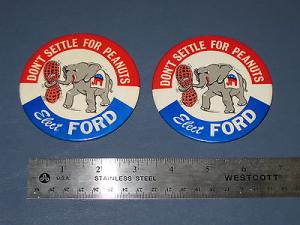 DON'T SETTLE FOR PEANUTS
Elect FORD
DON'T SETTLE FOR PEANUTS
Elect FORD
1 2 3 4 5 6
U.S.A. STAINLESS STEEL WESTCOTT